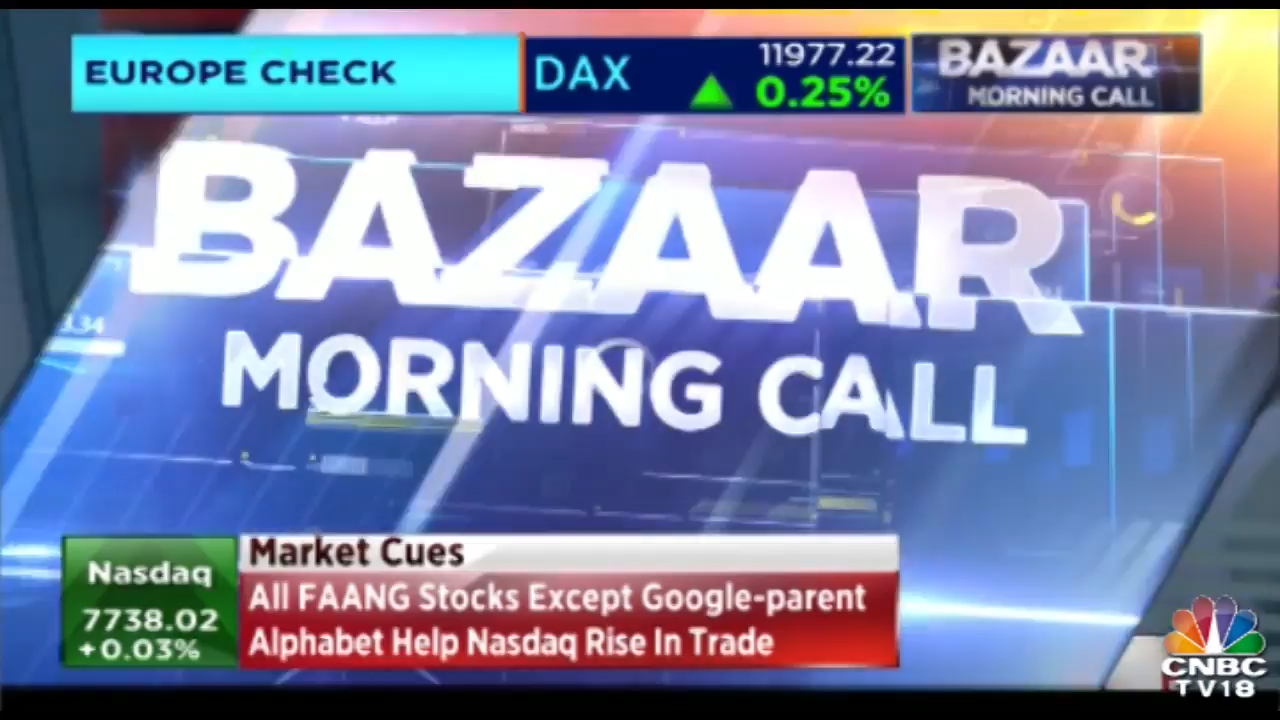 EUROPE CHECK
DAX
11977.22
0.25%
BAZAAR
MORNING CALL
BAZAAR
MORNING CALL
Nasdaq
7738.02
+0.03%
Market Cues
All FAANG Stocks Except Google-parent
Alphabet Help Nasdaq Rise In Trade
CNBC
TV18